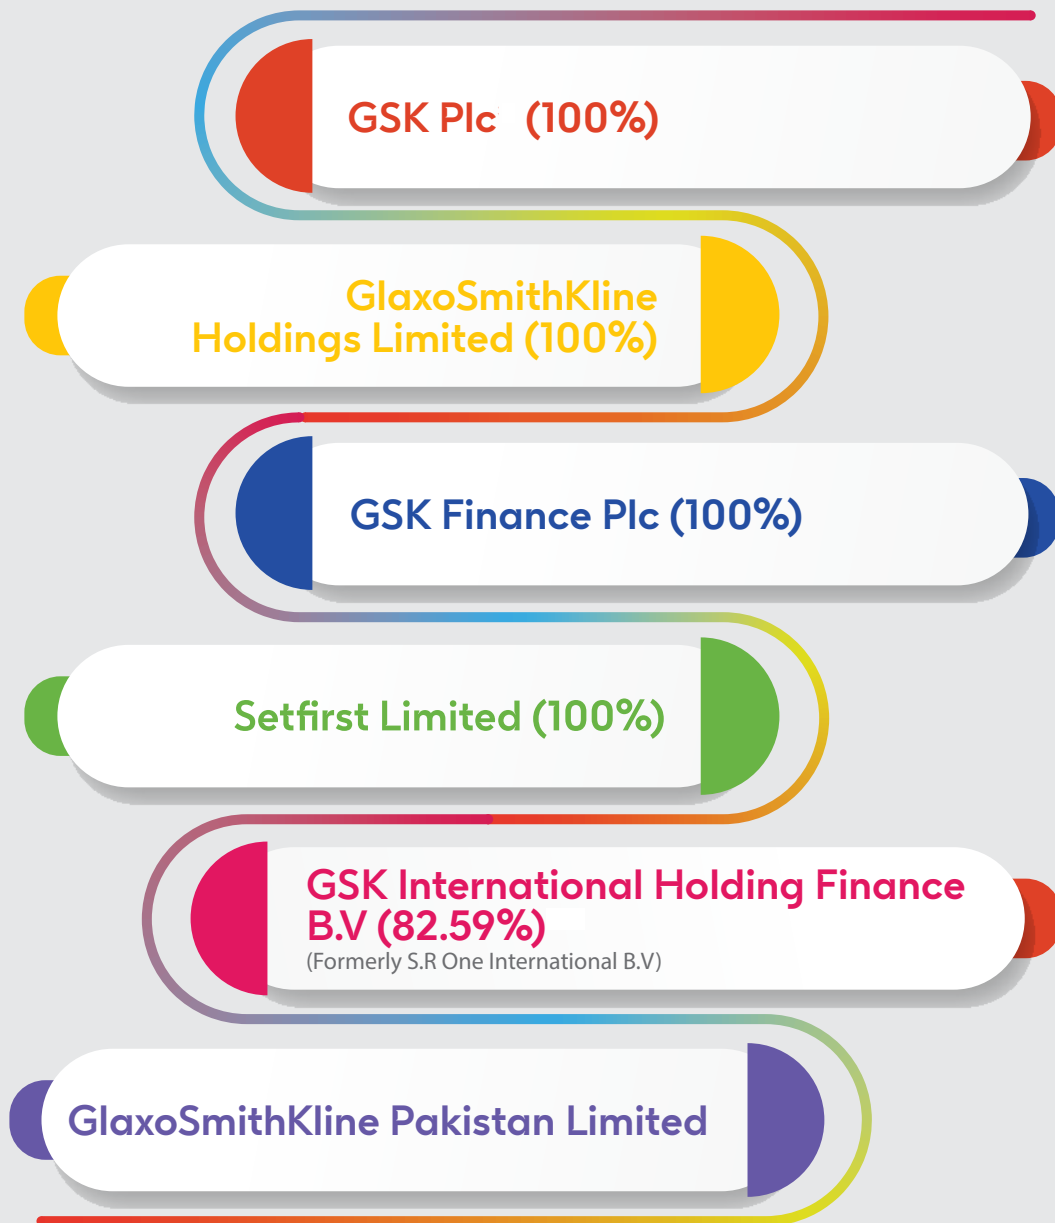 GSK Plc (100%)
GlaxoSmithKline
Holdings Limited (100%)
GSK Finance Plc (100%)
Setfirst Limited (100%)
GSK International Holding Finance
B.V (82.59%)
(Formerly S.R One International B.V)
GlaxoSmithKline Pakistan Limited